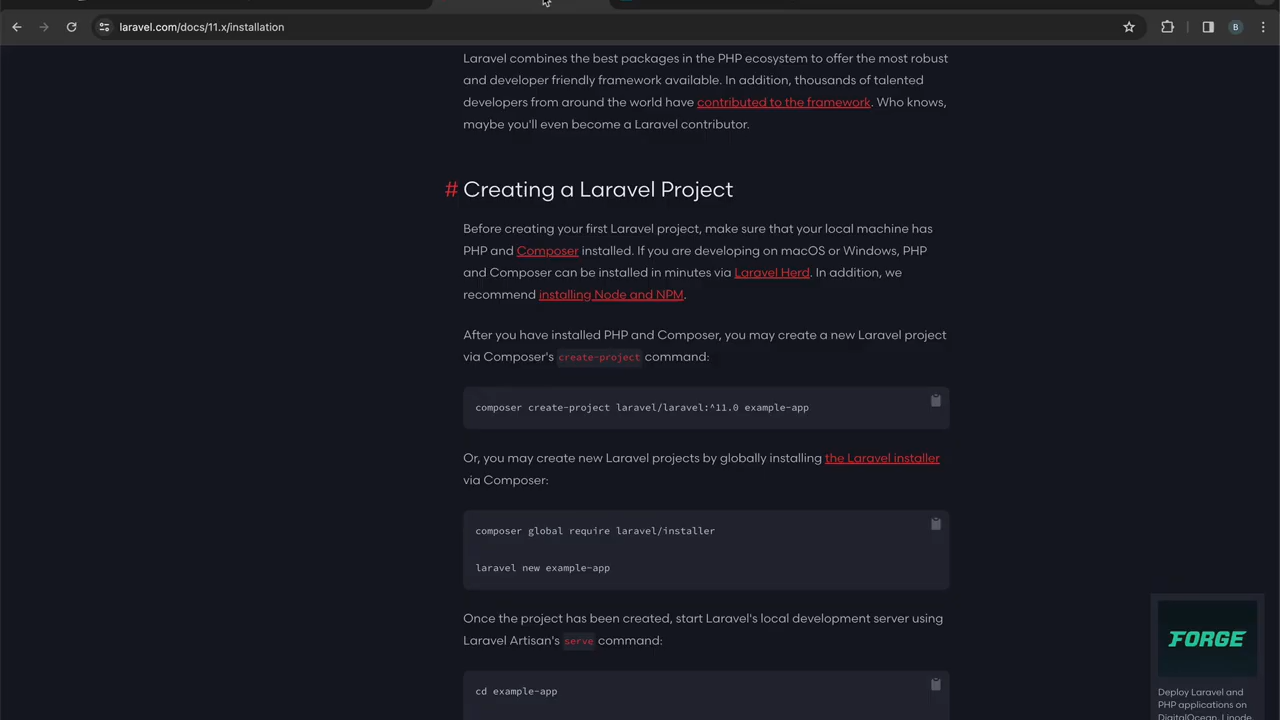 laravel.com/docs/11.x/installation
B
Laravel combines the best packages in the PHP ecosystem to offer the most robust
and developer friendly framework available. In addition, thousands of talented
developers from around the world have contributed to the framework. Who knows,
maybe you'll even become a Laravel contributor.
# Creating a Laravel Project
Before creating your first Laravel project, make sure that your local machine has
PHP and Composer installed. If you are developing on macOS or Windows, PHP
and Composer can be installed in minutes via Laravel Herd. In addition, we
recommend installing Node and NPM.
After you have installed PHP and Composer, you may create a new Laravel project
via Composer's create-project command:
composer create-project laravel/laravel:^11.0 example-app
Or, you may create new Laravel projects by globally installing the Laravel installer
via Composer:
composer global require laravel/installer
laravel new example-app
Once the project has been created, start Laravel's local development server using
Laravel Artisan's serve command:
cd example-app
FORGE
Deploy Laravel and
PHP applications on
DigitalOcean, Linode,